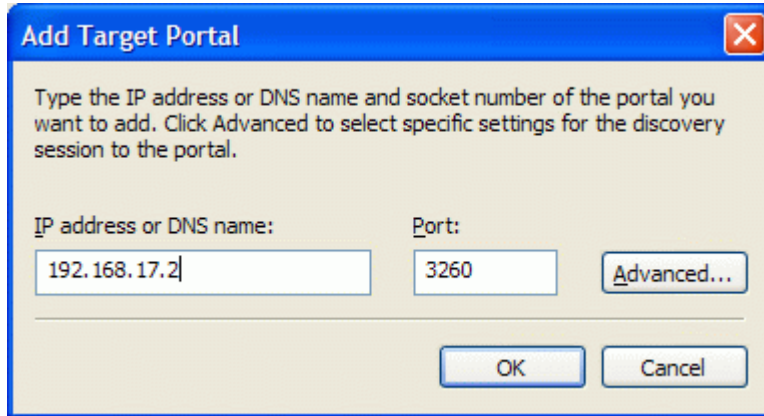 Add Target Portal
Type the IP address or DNS name and socket number of the portal you
want to add. Click Advanced to select specific settings for the discovery
session to the portal.
IP address or DNS name:
Port:
192.168.17.2
3260
Advanced...
OK
Cancel